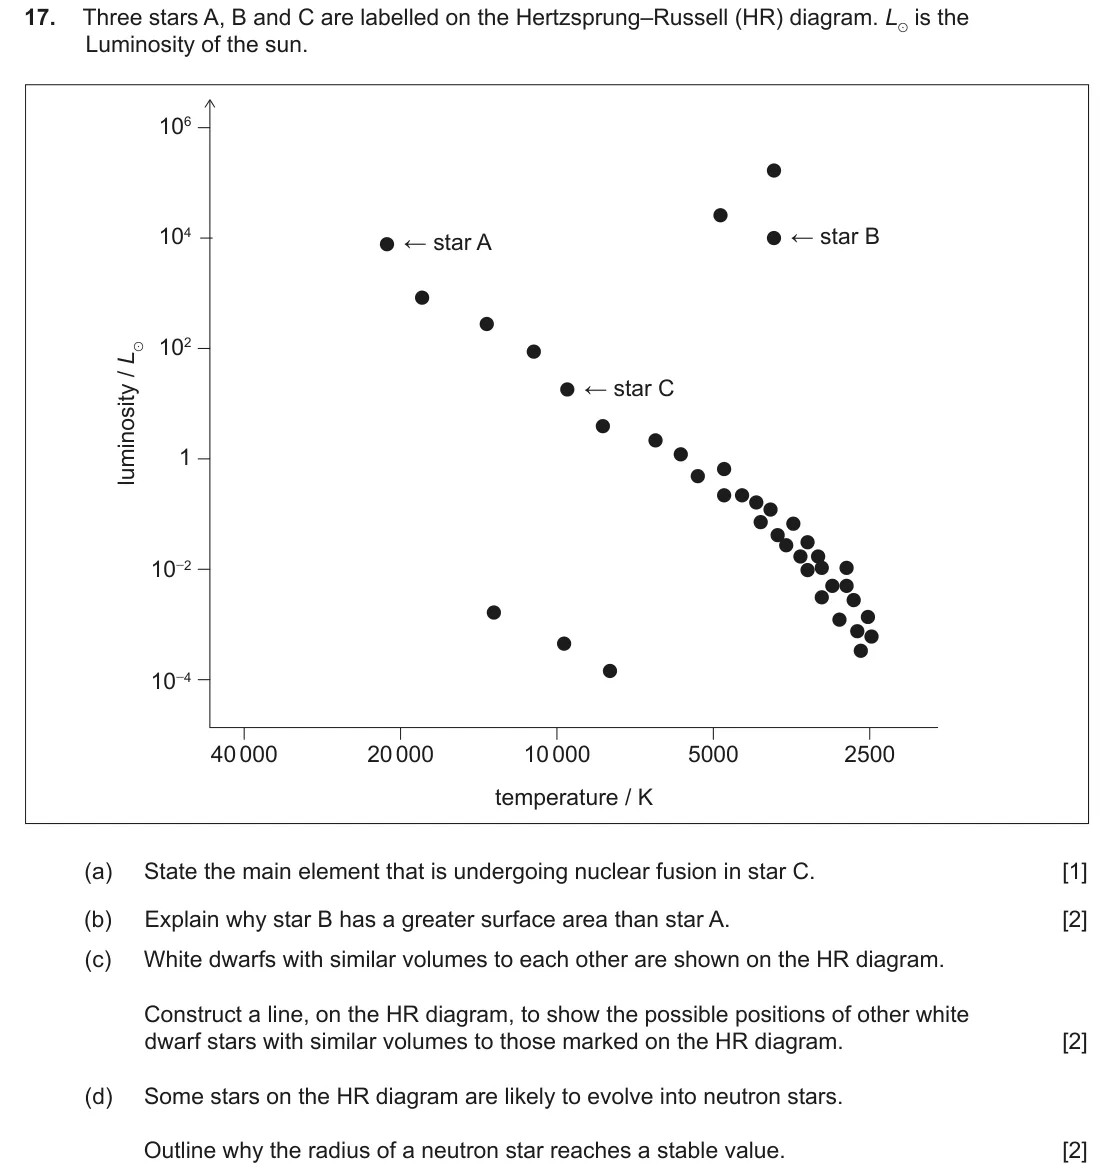 17. Three stars A, B and C are labelled on the Hertzsprung–Russell (HR) diagram. L☉ is the
Luminosity of the sun.
10⁶
10⁴
← star A
← star B
10²
← star C
luminosity / L☉
1
10⁻²
10⁻⁴
40 000 20 000 10 000 5000 2500
temperature / K
(a) State the main element that is undergoing nuclear fusion in star C. [1]
(b) Explain why star B has a greater surface area than star A. [2]
(c) White dwarfs with similar volumes to each other are shown on the HR diagram.
Construct a line, on the HR diagram, to show the possible positions of other white
dwarf stars with similar volumes to those marked on the HR diagram. [2]
(d) Some stars on the HR diagram are likely to evolve into neutron stars.
Outline why the radius of a neutron star reaches a stable value. [2]